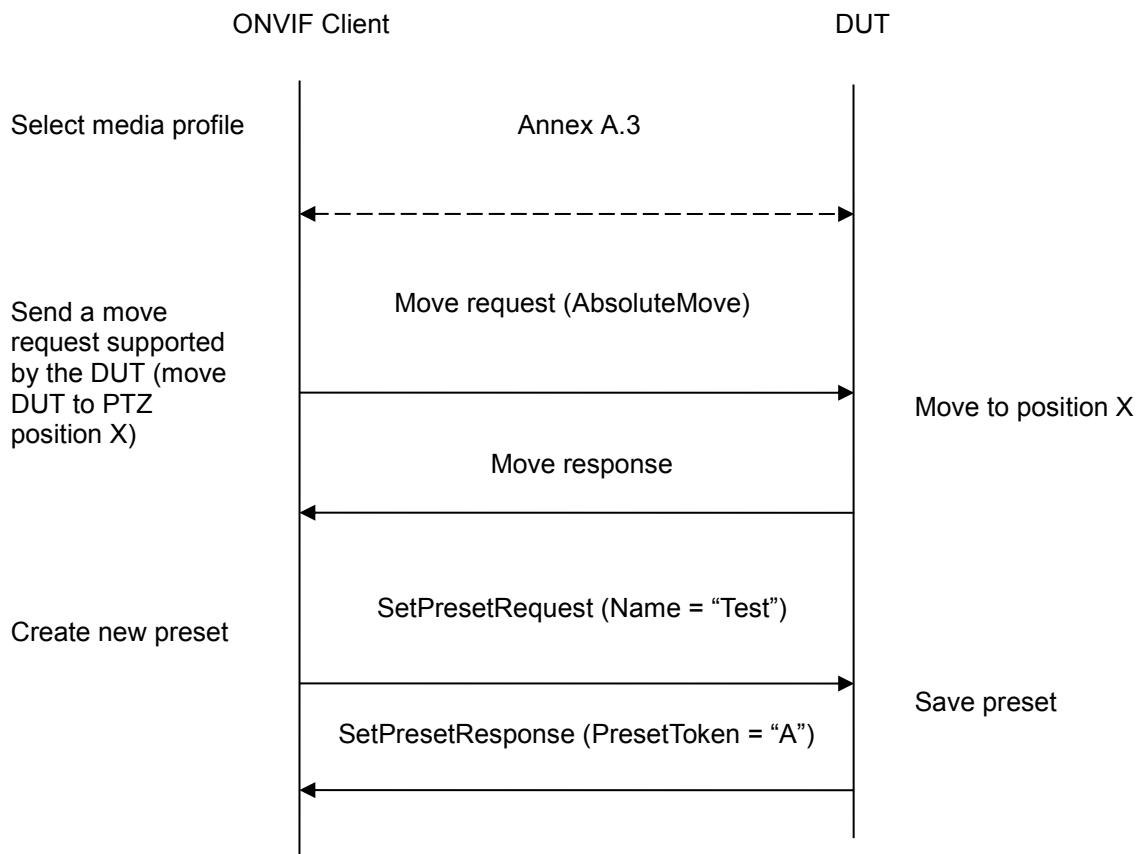 ONVIF Client
DUT
Select media profile
Annex A.3
Send a move
request supported
by the DUT (move
DUT to PTZ
position X)
Move request (AbsoluteMove)
Move to position X
Move response
Create new preset
SetPresetRequest (Name = “Test”)
Save preset
SetPresetResponse (PresetToken = “A”)